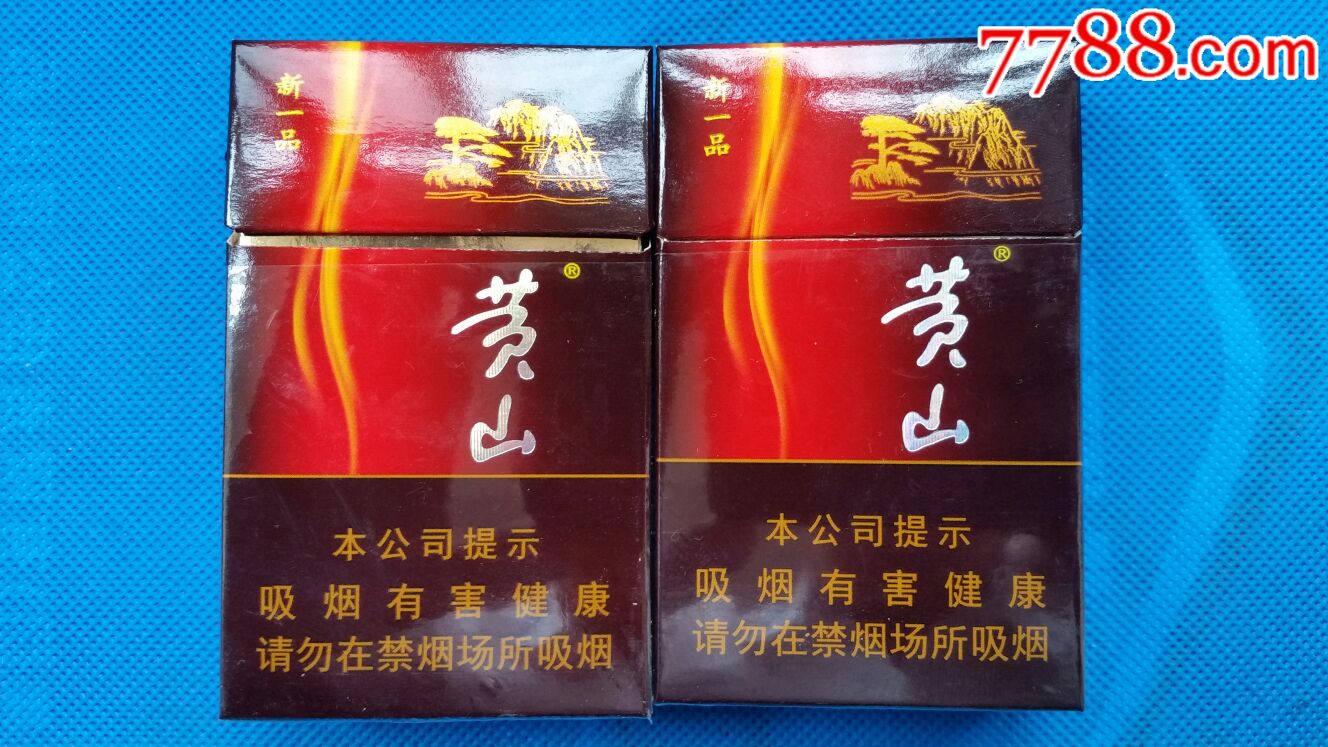 7788.com
新一品
黄山®
本公司提示
吸烟有害健康
请勿在禁烟场所吸烟
新一品
黄山®
本公司提示
吸烟有害健康
请勿在禁烟场所吸烟